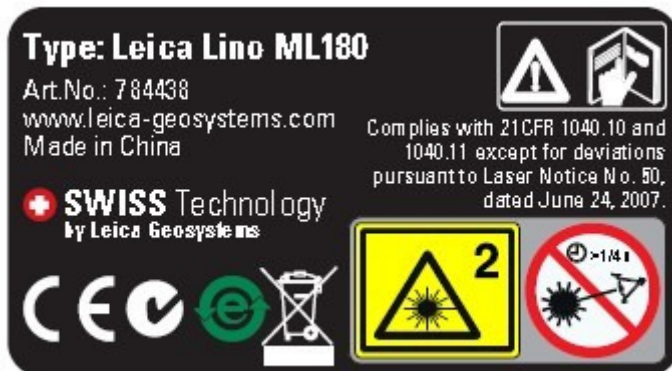 Type: Leica Lino ML180
Art.No.: 784438
www.leica-geosystems.com
Made in China
Complies with 21CFR 1040.10 and
1040.11 except for deviations
pursuant to Laser Notice No. 50,
dated June 24, 2007.
SWISS Technology
by Leica Geosystems
CE
e
2
>1/4 s